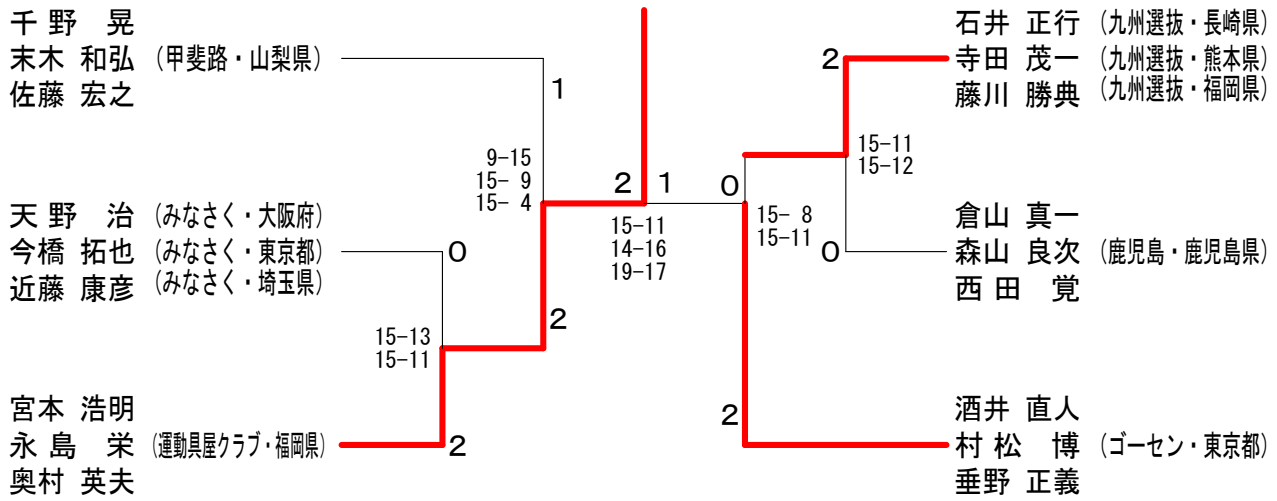 千 野 晃
末木 和弘 (甲斐路・山梨県)
佐藤 宏之
1
9-15
15- 9
15- 4
天 野 治 (みなさく・大阪府)
今橋 拓也 (みなさく・東京都)
近藤 康彦 (みなさく・埼玉県)
0
15-13
15-11
2
宮本 浩明
永 島 栄 (運動具屋クラブ・福岡県)
奥村 英夫
2
2
1
15-11
14-16
19-17
石井 正行 (九州選抜・長崎県)
寺田 茂一 (九州選抜・熊本県)
藤川 勝典 (九州選抜・福岡県)
2
15-11
15-12
0
15- 8
15-11
倉山 真一
森山 良次 (鹿児島・鹿児島県)
西 田 覚
0
酒井 直人
村 松 博 (ゴーセン・東京都)
垂野 正義
2